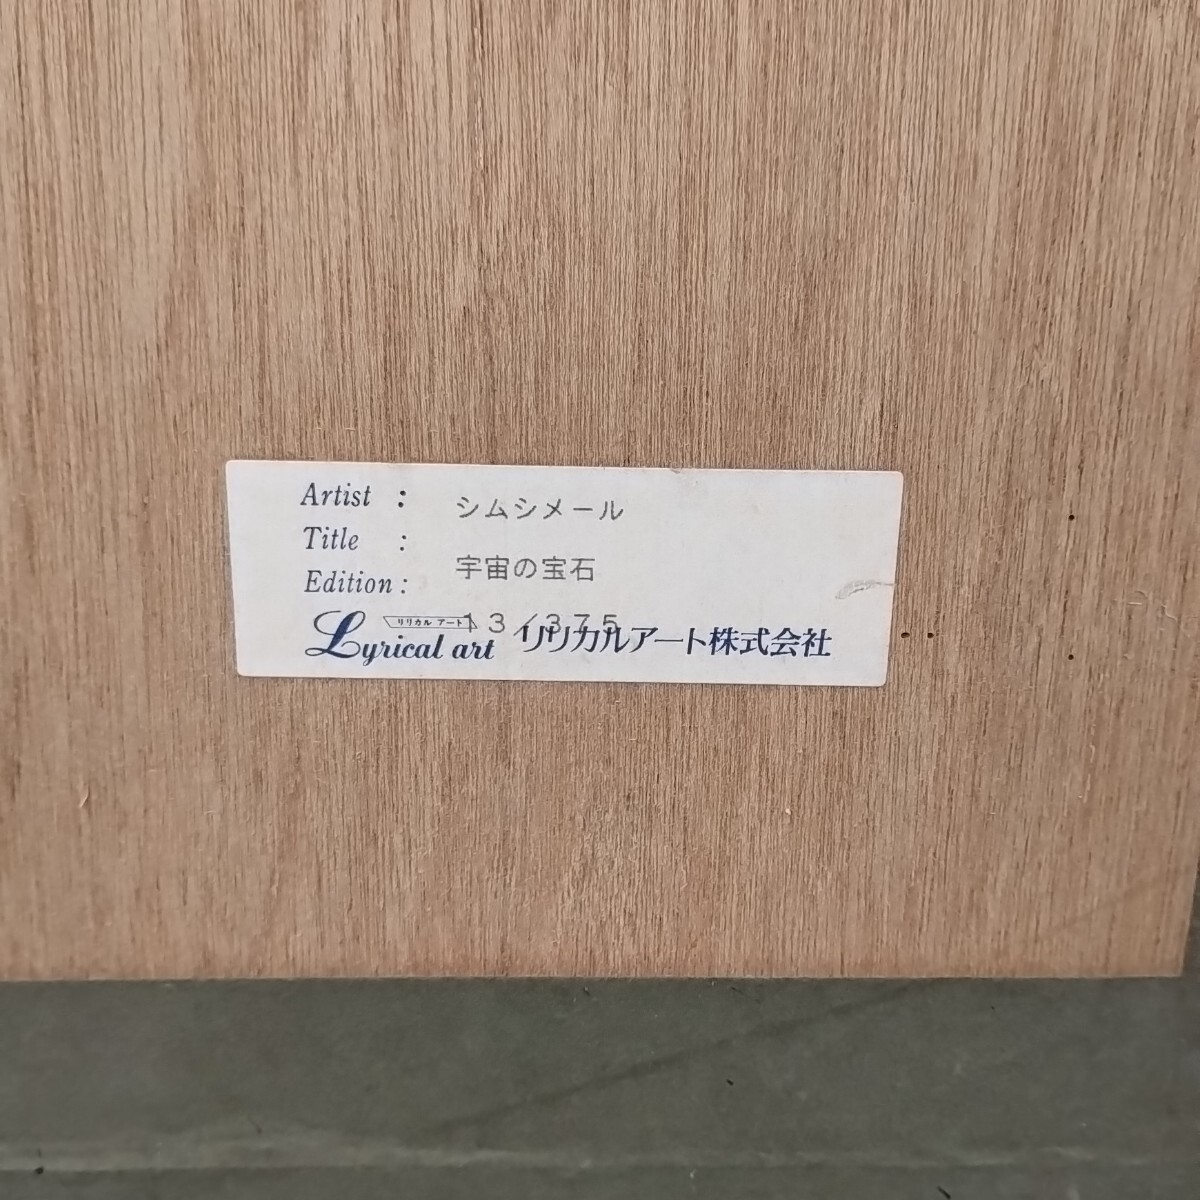 Artist : シムシメール
Title : 宇宙の宝石
Edition : 13/375
リリカル アート
Lyrical art リリカルアート株式会社